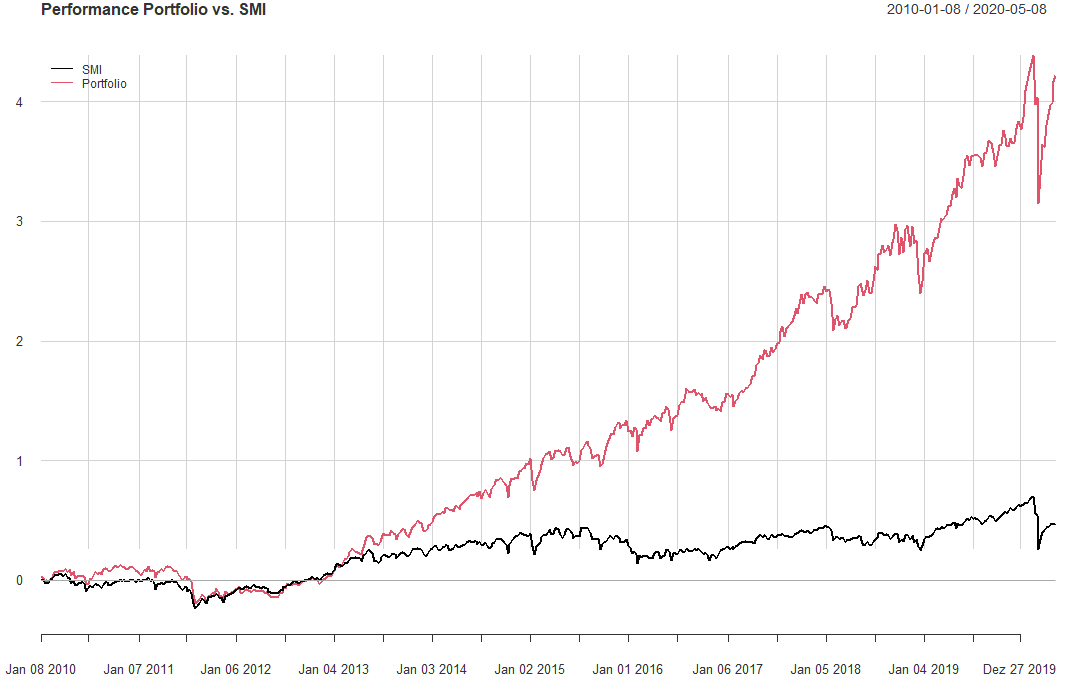 Performance Portfolio vs. SMI
2010-01-08 / 2020-05-08
SMI
Portfolio
4
3
2
1
0
Jan 08 2010 Jan 07 2011 Jan 06 2012 Jan 04 2013 Jan 03 2014 Jan 02 2015 Jan 01 2016 Jan 06 2017 Jan 05 2018 Jan 04 2019 Dez 27 2019